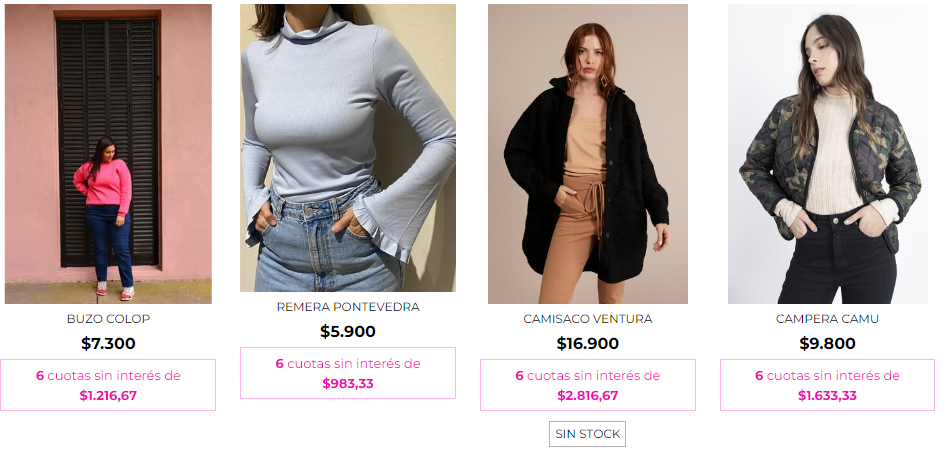 BUZO COLOP
$7.300
6 cuotas sin interés de
$1.216,67
REMERA PONTEVEDRA
$5.900
6 cuotas sin interés de
$983,33
CAMISACO VENTURA
$16.900
6 cuotas sin interés de
$2.816,67
SIN STOCK
CAMPERA CAMU
$9.800
6 cuotas sin interés de
$1.633,33